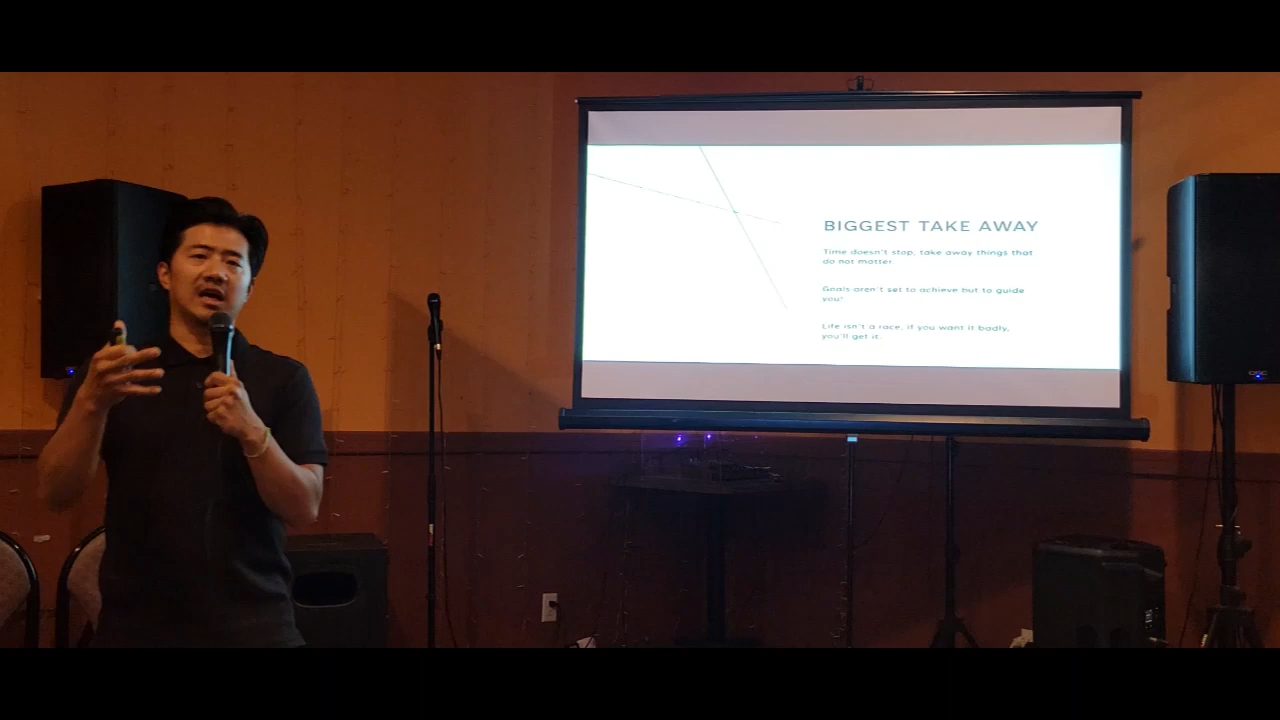 BIGGEST TAKE AWAY
Time doesn't stop, take away things that
do not matter.
Goals aren't set to achieve but to guide
you!
Life isn't a race, if you want it badly,
you'll get it.
QSC